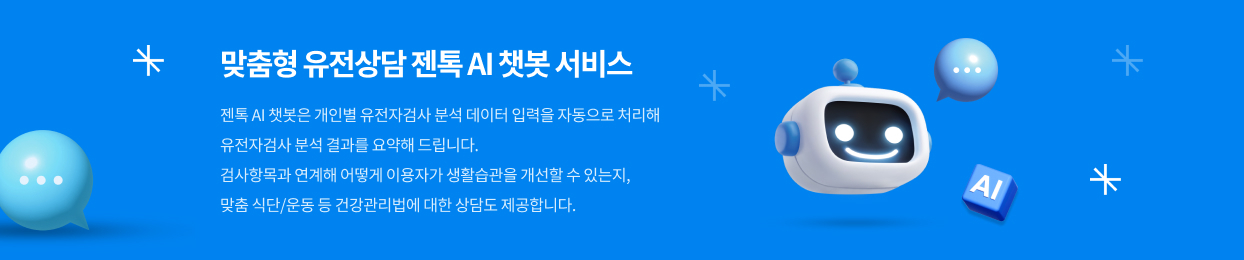 맞춤형 유전상담 젠톡 AI 챗봇 서비스
젠톡 AI 챗봇은 개인별 유전자검사 분석 데이터 입력을 자동으로 처리해
유전자검사 분석 결과를 요약해 드립니다.
검사항목과 연계해 어떻게 이용자가 생활습관을 개선할 수 있는지,
맞춤 식단/운동 등 건강관리법에 대한 상담도 제공합니다.
AI